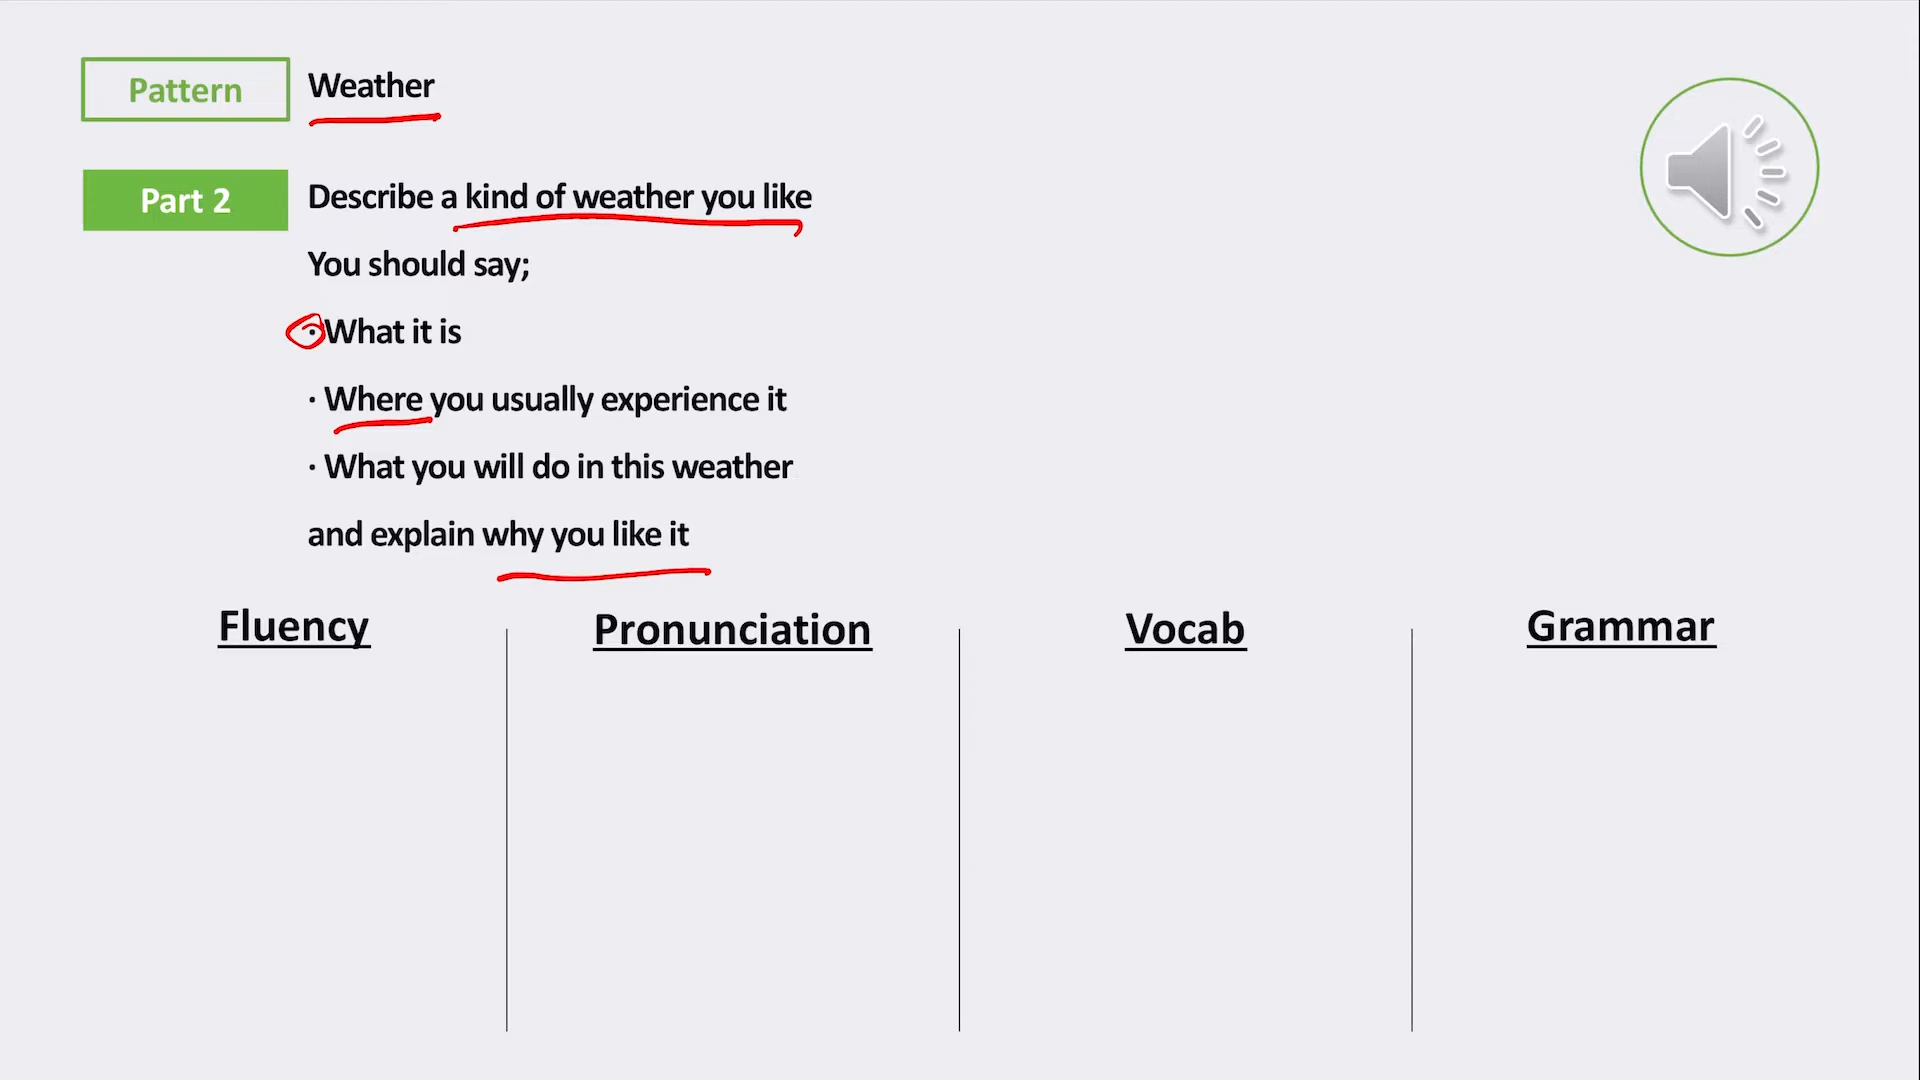 Pattern Weather
Part 2 Describe a kind of weather you like
You should say;
· What it is
· Where you usually experience it
· What you will do in this weather
and explain why you like it
Fluency Pronunciation Vocab Grammar